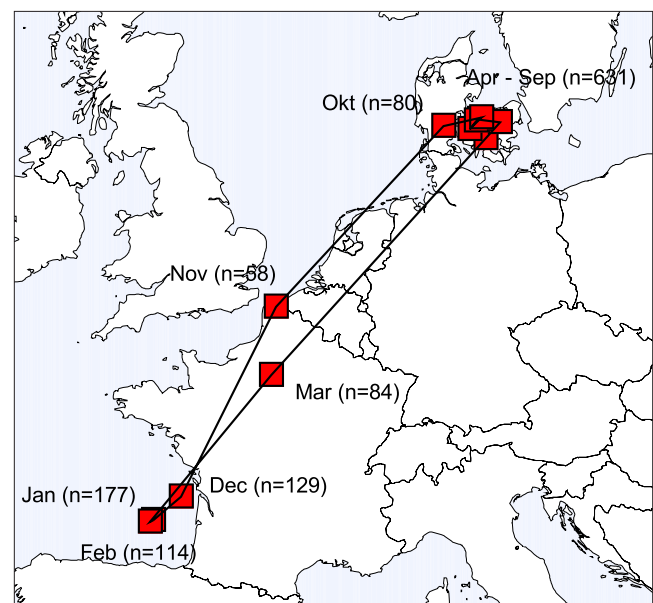 Apr - Sep (n=631)
Okt (n=80)
Nov (n=58)
Mar (n=84)
Dec (n=129)
Jan (n=177)
Feb (n=114)